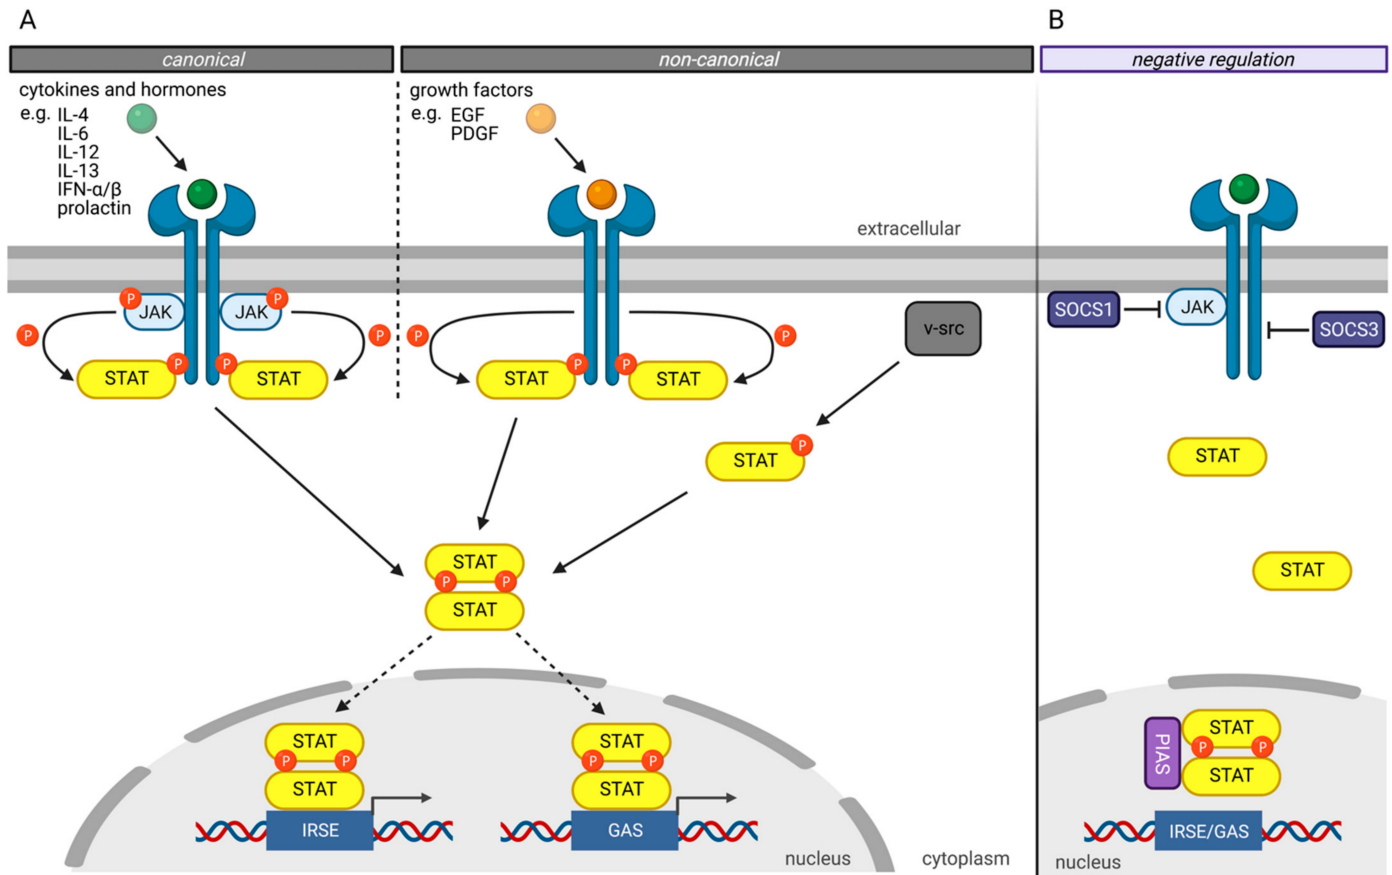 A
B
canonical
non-canonical
negative regulation
cytokines and hormones
e.g. IL-4
IL-6
IL-12
IL-13
IFN-α/β
prolactin
growth factors
e.g. EGF
PDGF
extracellular
P
JAK
JAK
P
P
P
P
P
v-src
SOCS1
JAK
SOCS3
P
P
P
P
STAT
STAT
STAT
STAT
P
STAT
STAT
STAT
P
P
STAT
STAT
STAT
P
P
STAT
IRSE
STAT
P
P
STAT
GAS
nucleus
cytoplasm
PIAS
STAT
P
P
STAT
IRSE/GAS
nucleus